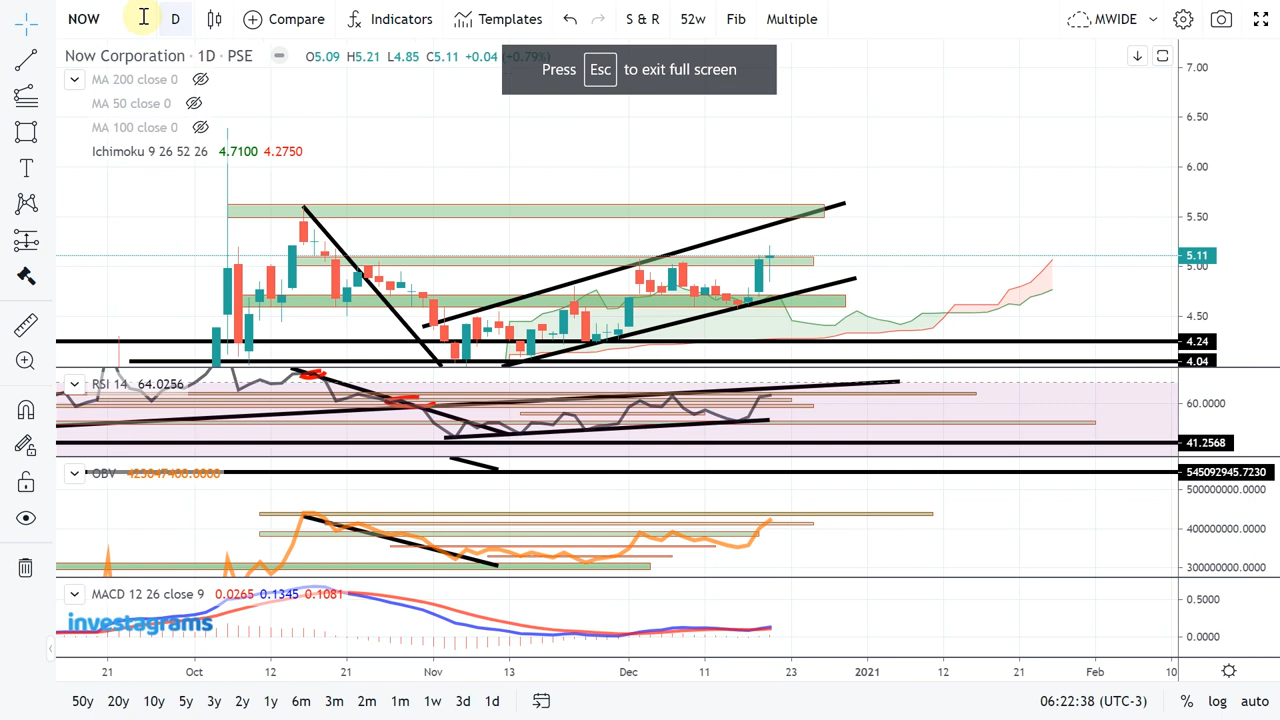 NOW D Compare Indicators Templates S & R 52w Fib Multiple MWIDE
Now Corporation · 1D · PSE O5.09 H5.21 L4.85 C5.11 +0.04 (+0.79%)
Press Esc to exit full screen
MA 200 close 0
MA 50 close 0
MA 100 close 0
Ichimoku 9 26 52 26 4.7100 4.2750
7.00
6.50
6.00
5.50
5.11
5.00
4.50
4.24
4.04
RSI 14 64.0256
60.0000
41.2568
OBV 423047400.0000
545092945.7230
500000000.0000
400000000.0000
300000000.0000
MACD 12 26 close 9 0.0265 0.1345 0.1081
0.5000
investagrams
0.0000
21 Oct 12 21 Nov 13 Dec 11 23 2021 12 21 Feb 10
50y 20y 10y 5y 3y 2y 1y 6m 3m 2m 1m 1w 3d 1d 06:22:38 (UTC-3) % log auto